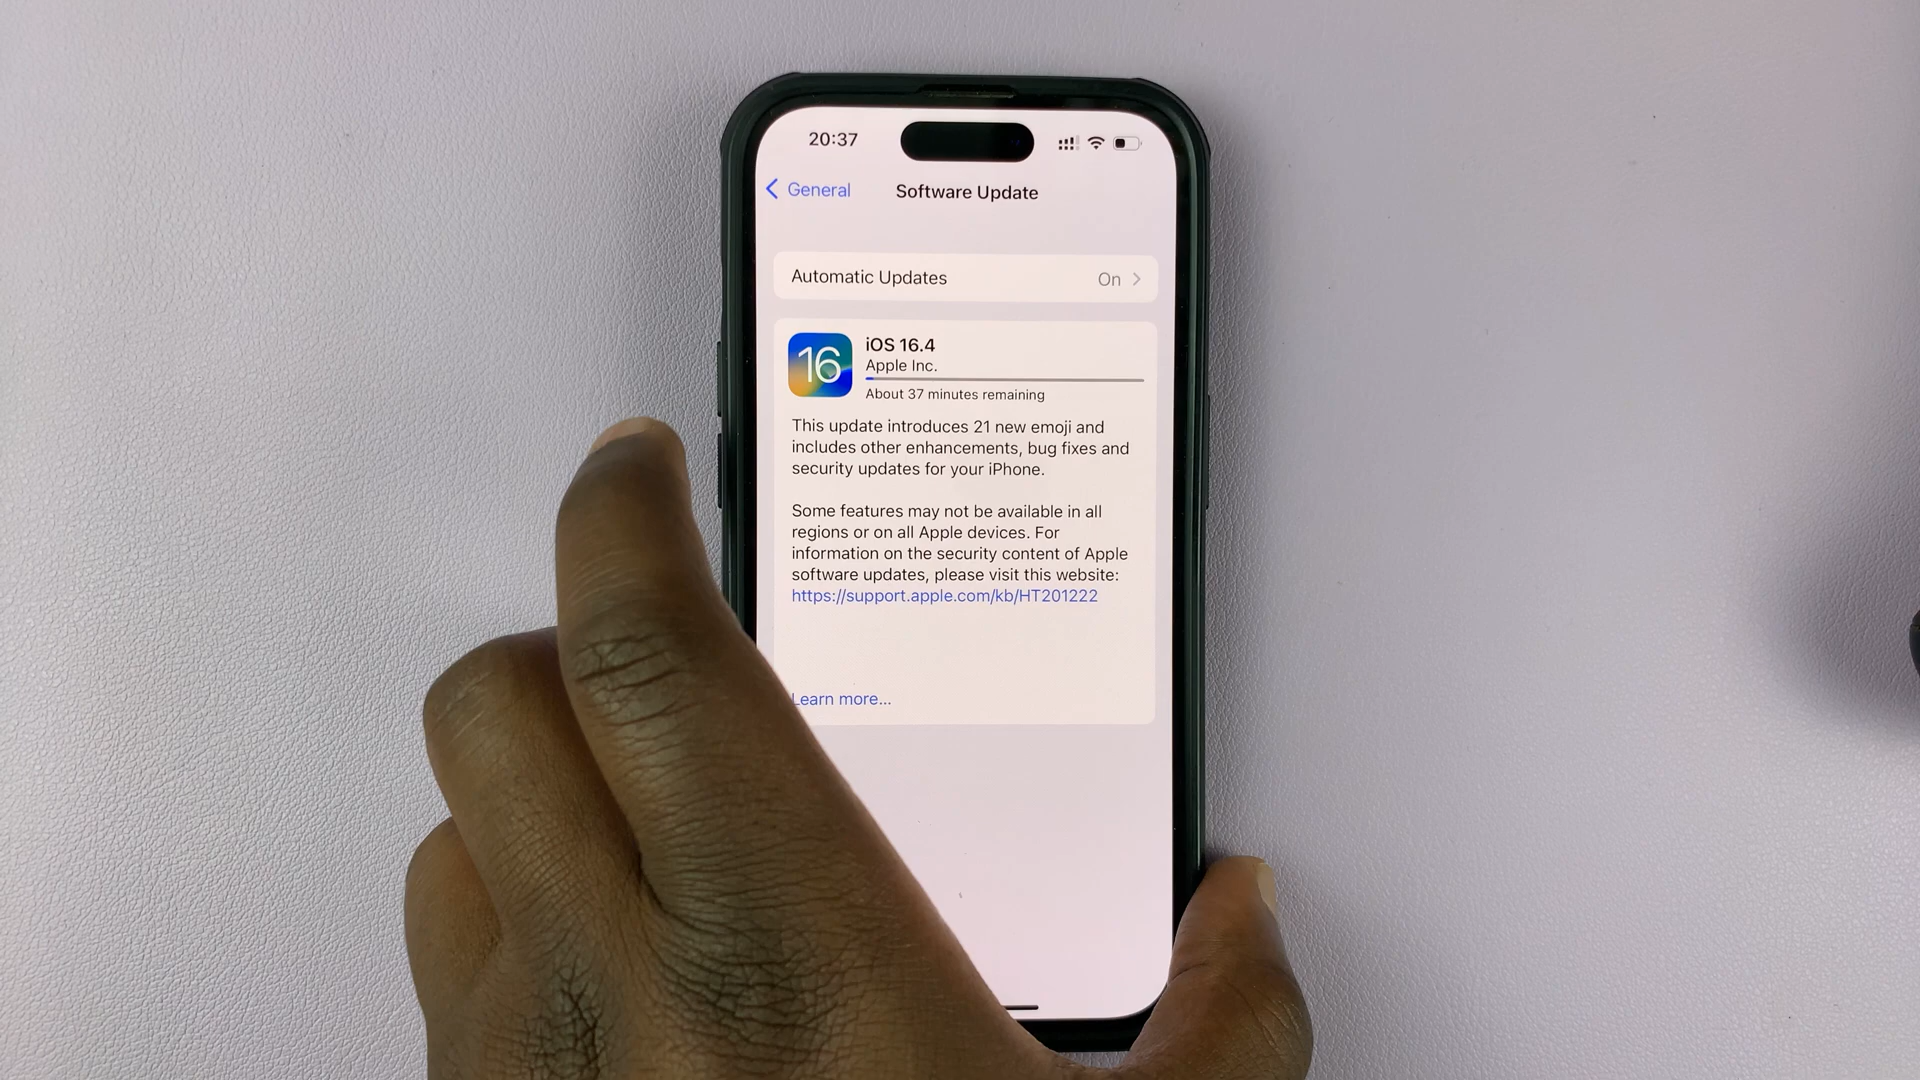 20:37
General
Software Update
Automatic Updates
On
16
iOS 16.4
Apple Inc.
About 37 minutes remaining
This update introduces 21 new emoji and
includes other enhancements, bug fixes and
security updates for your iPhone.
Some features may not be available in all
regions or on all Apple devices. For
information on the security content of Apple
software updates, please visit this website:
https://support.apple.com/kb/HT201222
Learn more...